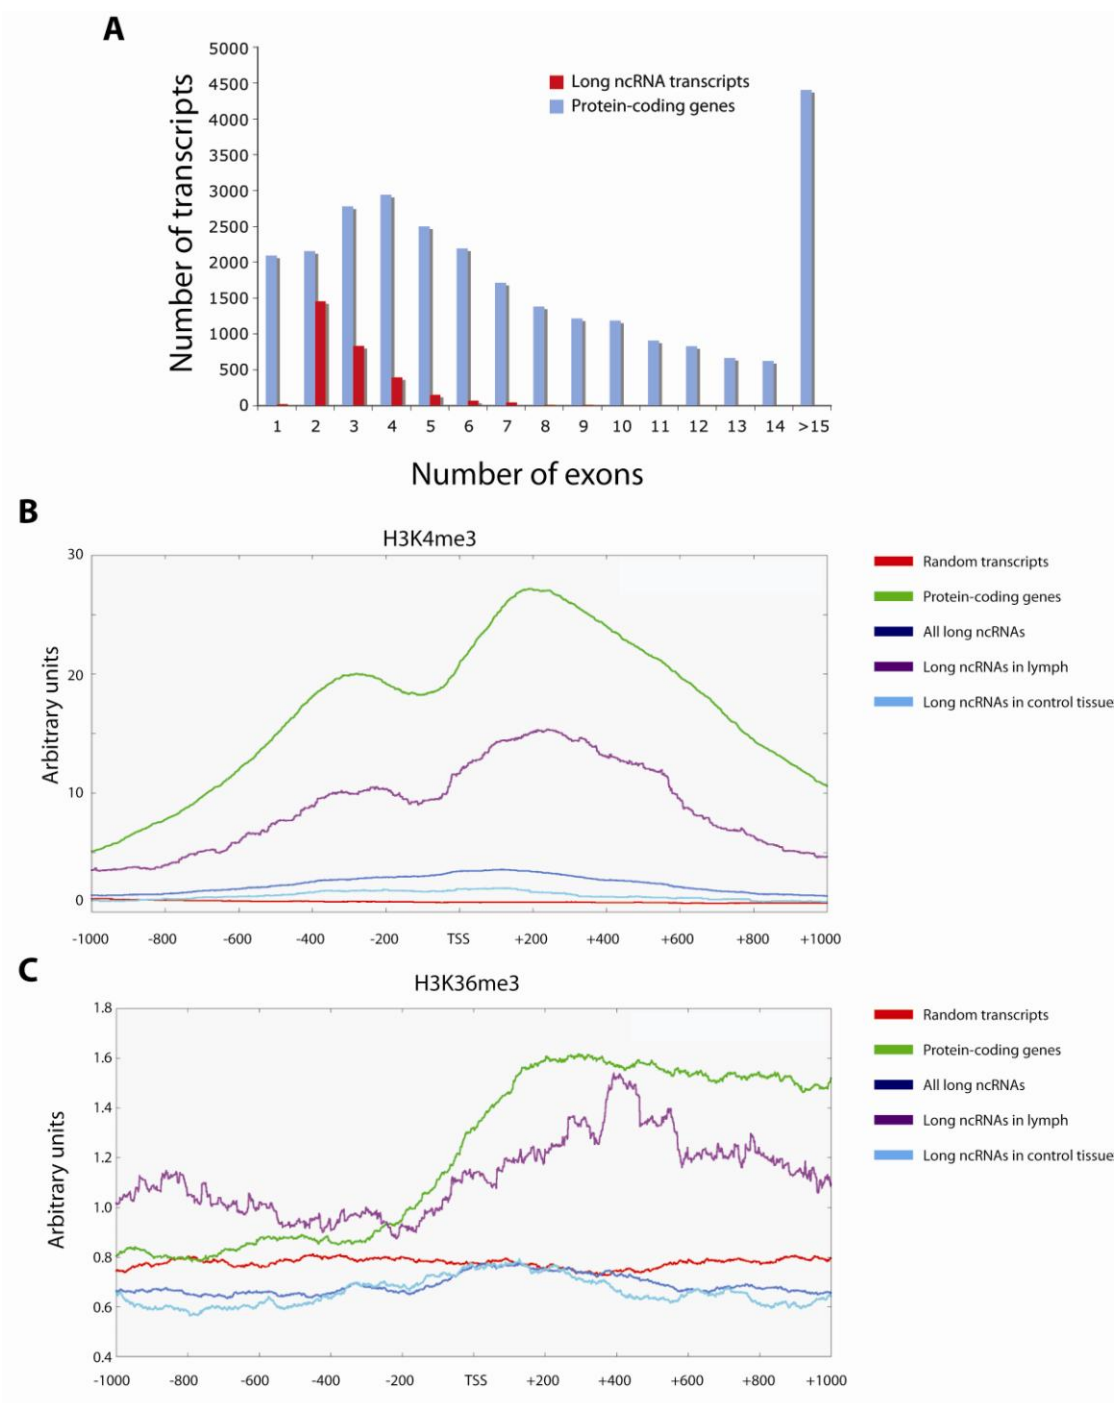 A
Number of transcripts
5000
4500
4000
3500
3000
2500
2000
1500
1000
500
0
Long ncRNA transcripts
Protein-coding genes
1 2 3 4 5 6 7 8 9 10 11 12 13 14 >15
Number of exons
B
H3K4me3
Arbitrary units
30
20
10
0
-1000 -800 -600 -400 -200 TSS +200 +400 +600 +800 +1000
Random transcripts
Protein-coding genes
All long ncRNAs
Long ncRNAs in lymph
Long ncRNAs in control tissue
C
H3K36me3
Arbitrary units
1.8
1.6
1.4
1.2
1.0
0.8
0.6
0.4
-1000 -800 -600 -400 -200 TSS +200 +400 +600 +800 +1000
Random transcripts
Protein-coding genes
All long ncRNAs
Long ncRNAs in lymph
Long ncRNAs in control tissue